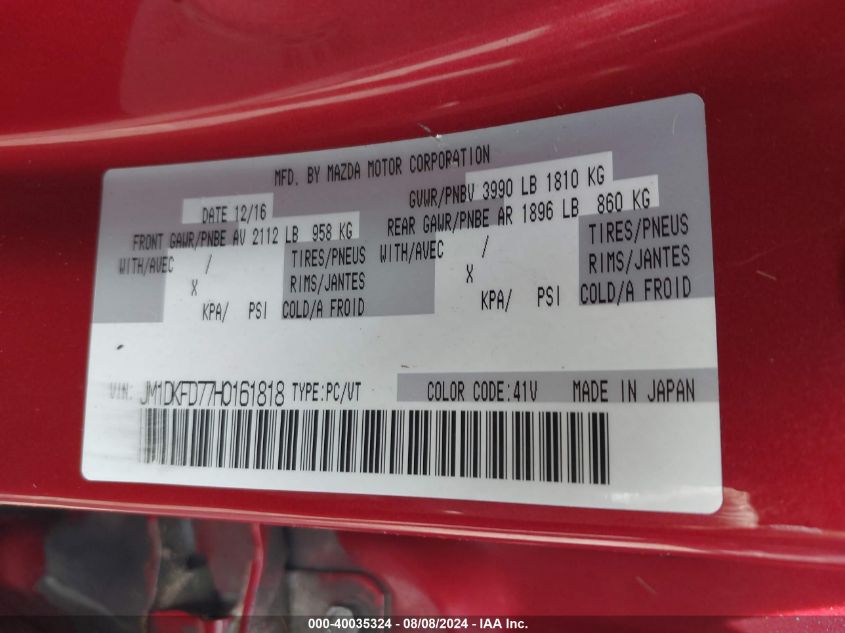 MFD. BY MAZDA MOTOR CORPORATION
DATE 12/16 GVWR/PNBV 3990 LB 1810 KG
FRONT GAWR/PNBE AV 2112 LB 958 KG REAR GAWR/PNBE AR 1896 LB 860 KG
WITH/AVEC / TIRES/PNEUS WITH/AVEC / TIRES/PNEUS
X RIMS/JANTES X RIMS/JANTES
KPA/ PSI COLD/A FROID KPA/ PSI COLD/A FROID
VIN: JM1DKFD77H0161818 TYPE:PC/VT COLOR CODE:41V MADE IN JAPAN
000-40035324 - 08/08/2024 - IAA Inc.